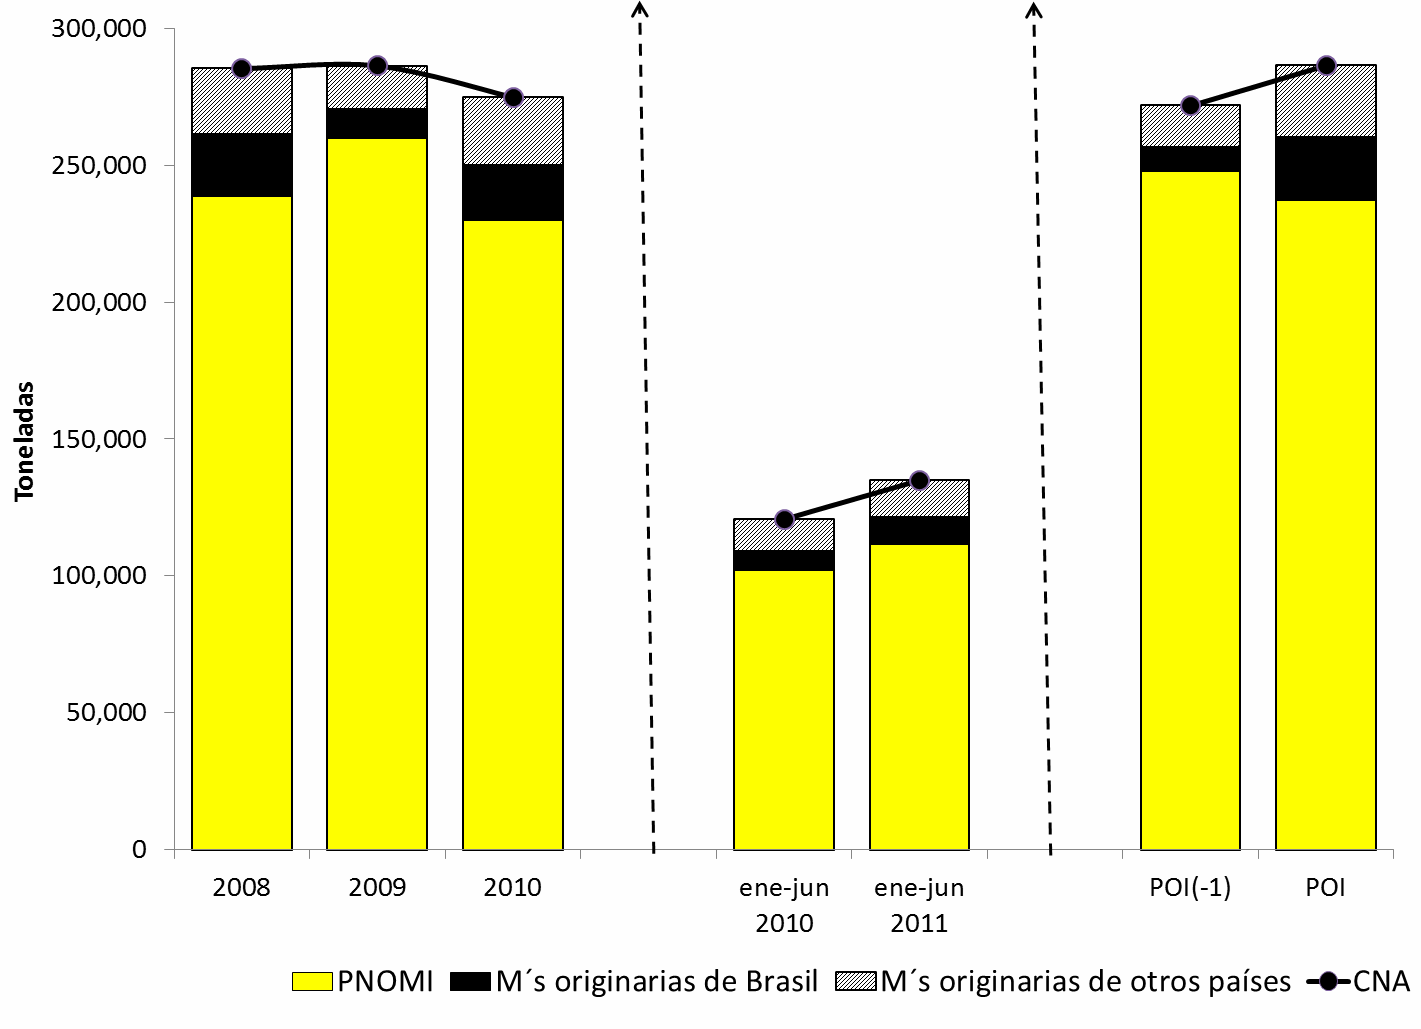 300,000
250,000
200,000
150,000
100,000
50,000
0
Toneladas
2008
2009
2010
ene-jun
2010
ene-jun
2011
POI(-1)
POI
PNOMI M´s originarias de Brasil M´s originarias de otros países CNA